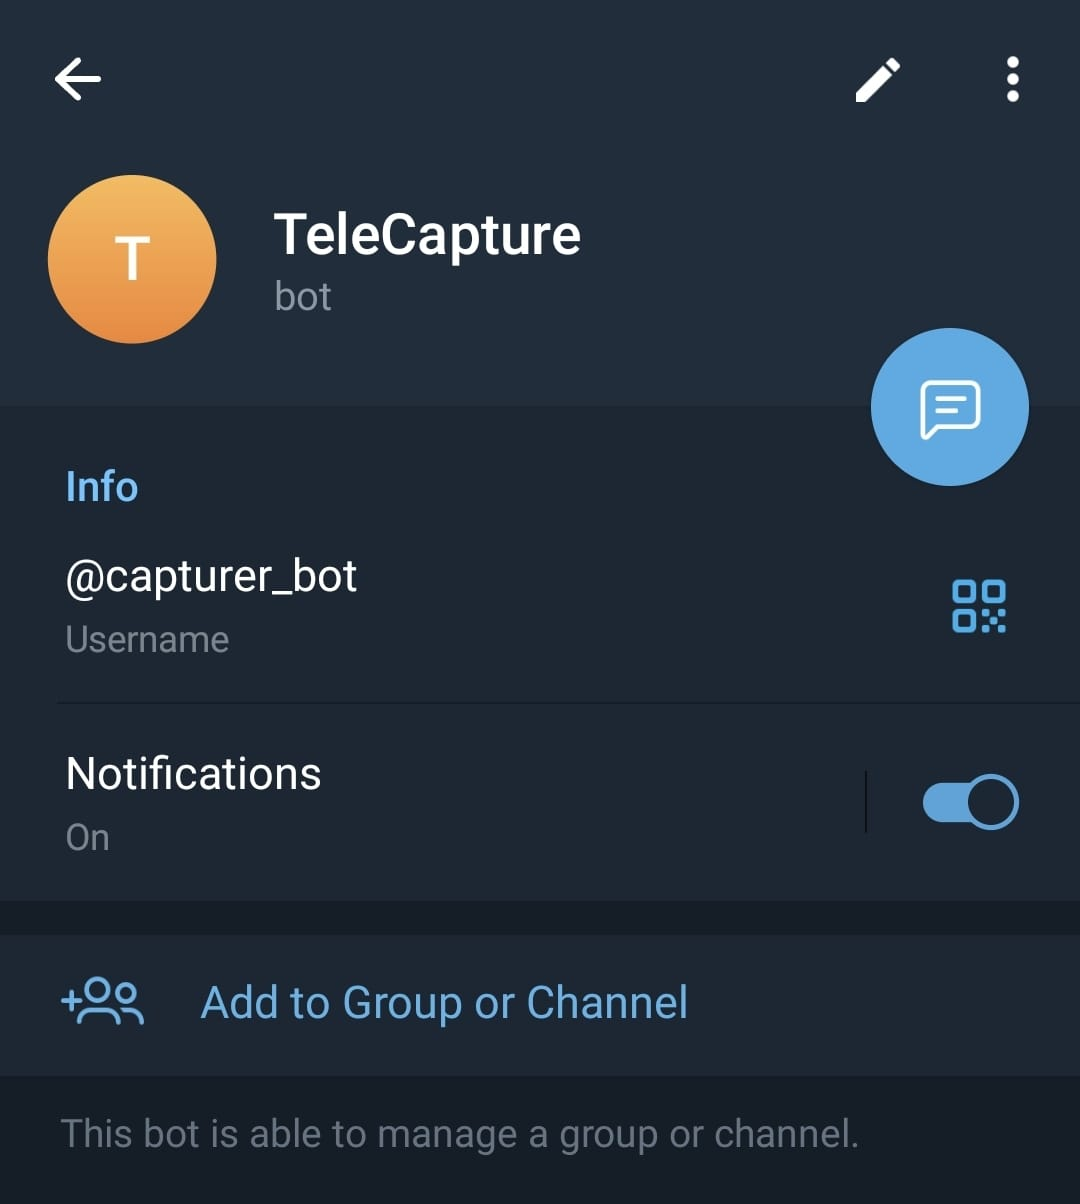 T
TeleCapture
bot
Info
@capturer_bot
Username
Notifications
On
Add to Group or Channel
This bot is able to manage a group or channel.